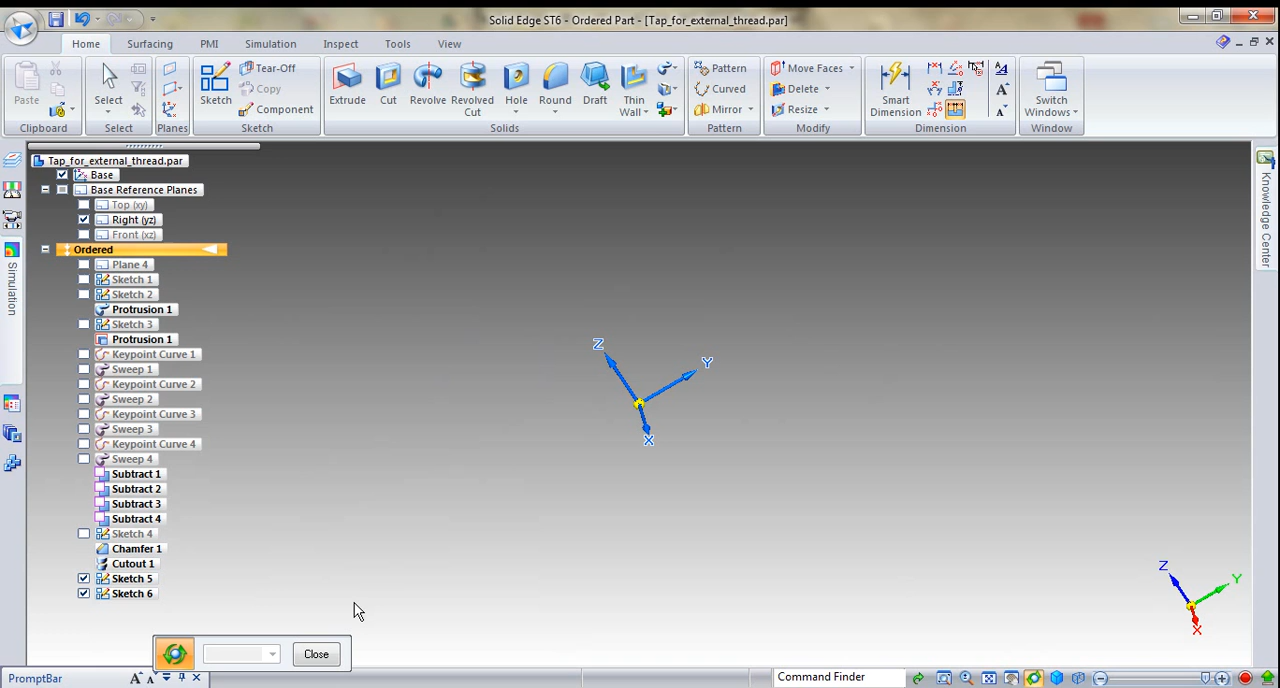 Solid Edge ST6 - Ordered Part - [Tap_for_external_thread.par]
Home Surfacing PMI Simulation Inspect Tools View
Paste
Clipboard
Select
Select
Planes
Sketch
Tear-Off
Copy
Component
Sketch
Extrude Cut Revolve Revolved Cut Hole Round Draft Thin Wall
Solids
Pattern
Curved
Mirror
Pattern
Move Faces
Delete
Resize
Modify
Smart Dimension
Dimension
Switch Windows
Window
Tap_for_external_thread.par
Base
Base Reference Planes
Top (xy)
Right (yz)
Front (xz)
Ordered
Plane 4
Sketch 1
Sketch 2
Protrusion 1
Sketch 3
Protrusion 1
Keypoint Curve 1
Sweep 1
Keypoint Curve 2
Sweep 2
Keypoint Curve 3
Sweep 3
Keypoint Curve 4
Sweep 4
Subtract 1
Subtract 2
Subtract 3
Subtract 4
Sketch 4
Chamfer 1
Cutout 1
Sketch 5
Sketch 6
Simulation
Knowledge Center
Z
Y
X
Z
Y
X
Close
PromptBar
Command Finder